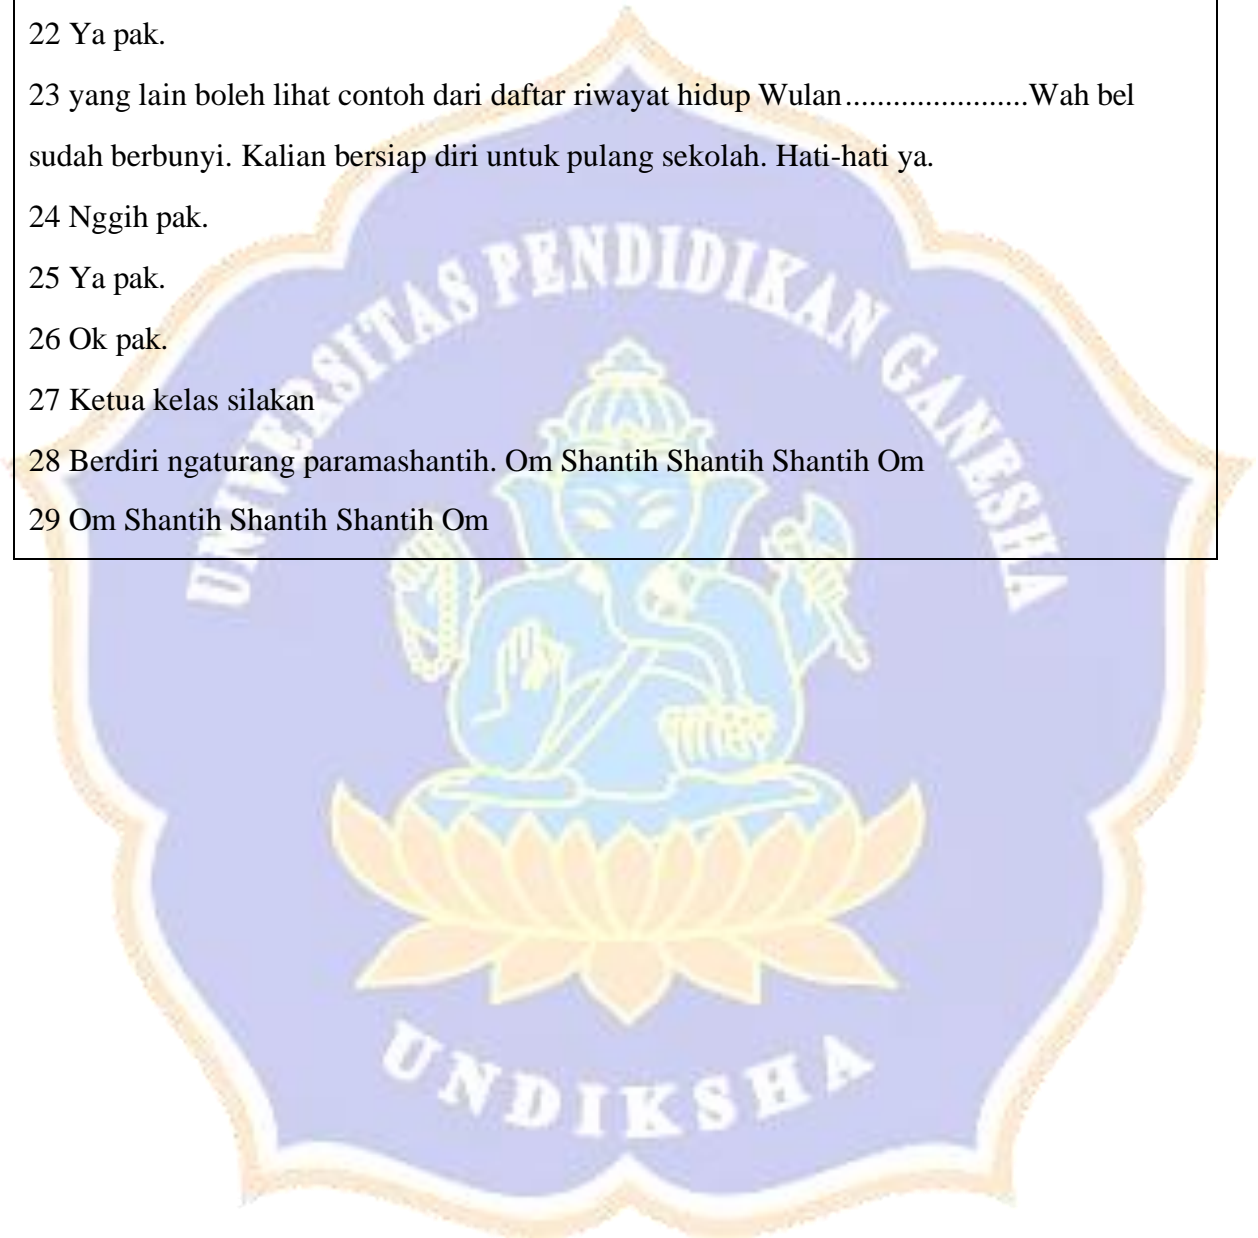 22 Ya pak.
23 yang lain boleh lihat contoh dari daftar riwayat hidup Wulan.......................Wah bel
sudah berbunyi. Kalian bersiap diri untuk pulang sekolah. Hati-hati ya.
24 Nggih pak.
25 Ya pak.
26 Ok pak.
27 Ketua kelas silakan
28 Berdiri ngaturang paramashantih. Om Shantih Shantih Shantih Om
29 Om Shantih Shantih Shantih Om
UNIVERSITAS PENDIDIKAN GANESHA
UNDIKSHA